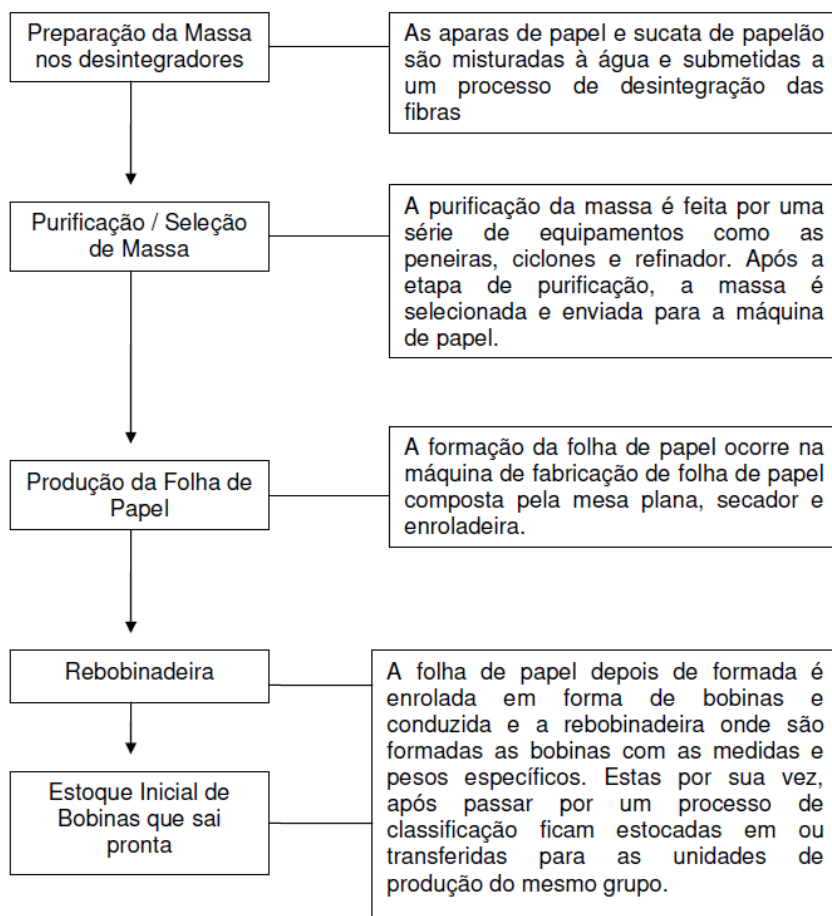 Preparação da Massa
nos desintegradores
As aparas de papel e sucata de papelão
são misturadas à água e submetidas a
um processo de desintegração das
fibras
Purificação / Seleção
de Massa
A purificação da massa é feita por uma
série de equipamentos como as
peneiras, ciclones e refinador. Após a
etapa de purificação, a massa é
selecionada e enviada para a máquina
de papel.
Produção da Folha de
Papel
A formação da folha de papel ocorre na
máquina de fabricação de folha de papel
composta pela mesa plana, secador e
enroladeira.
Rebobinadeira
A folha de papel depois de formada é
enrolada em forma de bobinas e
conduzida e a rebobinadeira onde são
formadas as bobinas com as medidas e
pesos específicos. Estas por sua vez,
após passar por um processo de
classificação ficam estocadas em ou
transferidas para as unidades de
produção do mesmo grupo.
Estoque Inicial de
Bobinas que sai
pronta